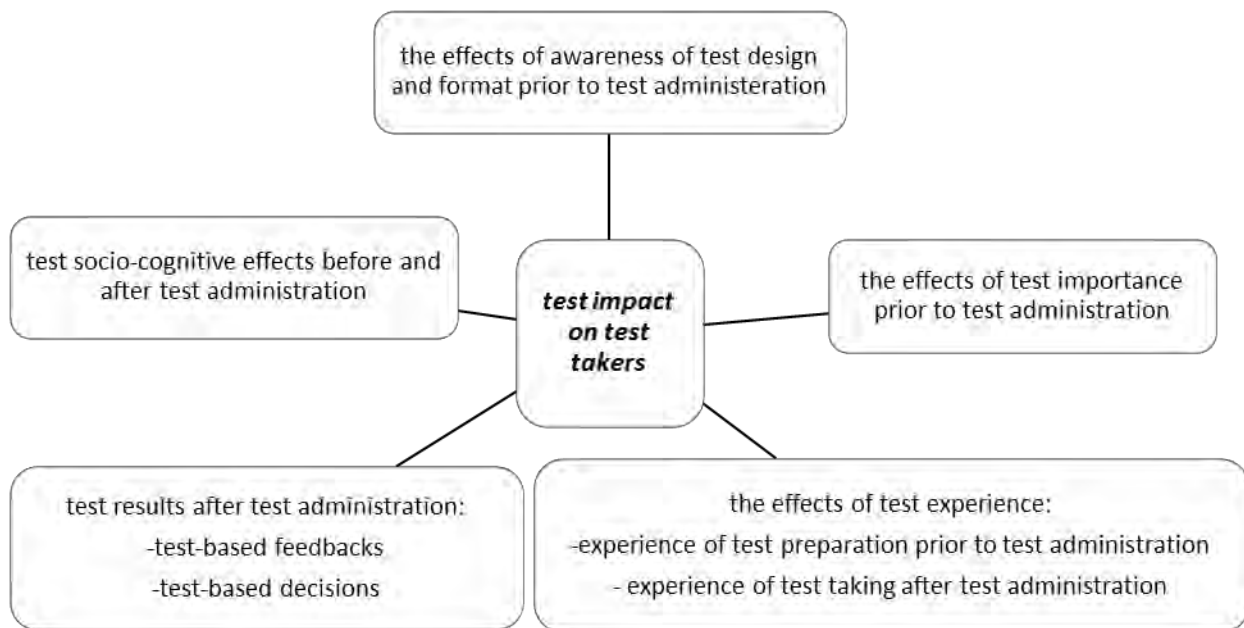 the effects of awareness of test design
and format prior to test administeration
test socio-cognitive effects before and
after test administration
test impact
on test
takers
the effects of test importance
prior to test administration
test results after test administration:
-test-based feedbacks
-test-based decisions
the effects of test experience:
-experience of test preparation prior to test administration
- experience of test taking after test administration